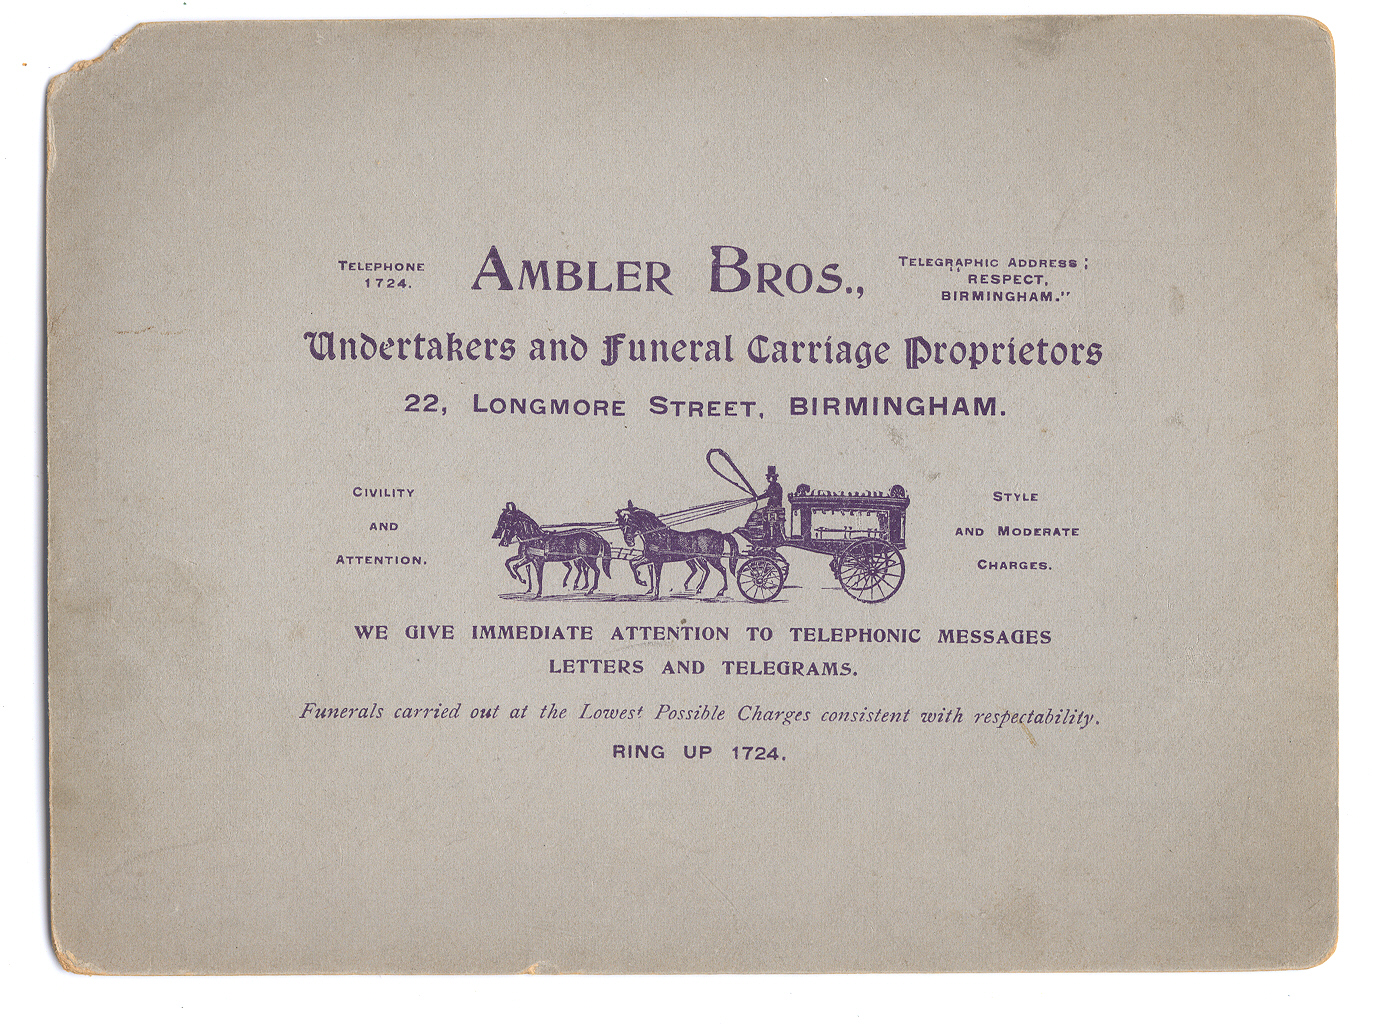 TELEPHONE
1724.
AMBLER BROS.,
TELEGRAPHIC ADDRESS;
"RESPECT,
BIRMINGHAM."
Undertakers and Funeral Carriage Proprietors
22, LONGMORE STREET, BIRMINGHAM.
CIVILITY
AND
ATTENTION.
STYLE
AND MODERATE
CHARGES.
WE GIVE IMMEDIATE ATTENTION TO TELEPHONIC MESSAGES
LETTERS AND TELEGRAMS.
Funerals carried out at the Lowest Possible Charges consistent with respectability.
RING UP 1724.